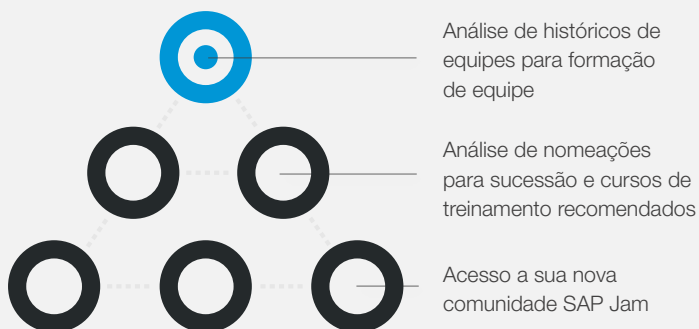 Análise de históricos de
equipes para formação
de equipe
Análise de nomeações
para sucessão e cursos de
treinamento recomendados
Acesso a sua nova
comunidade SAP Jam